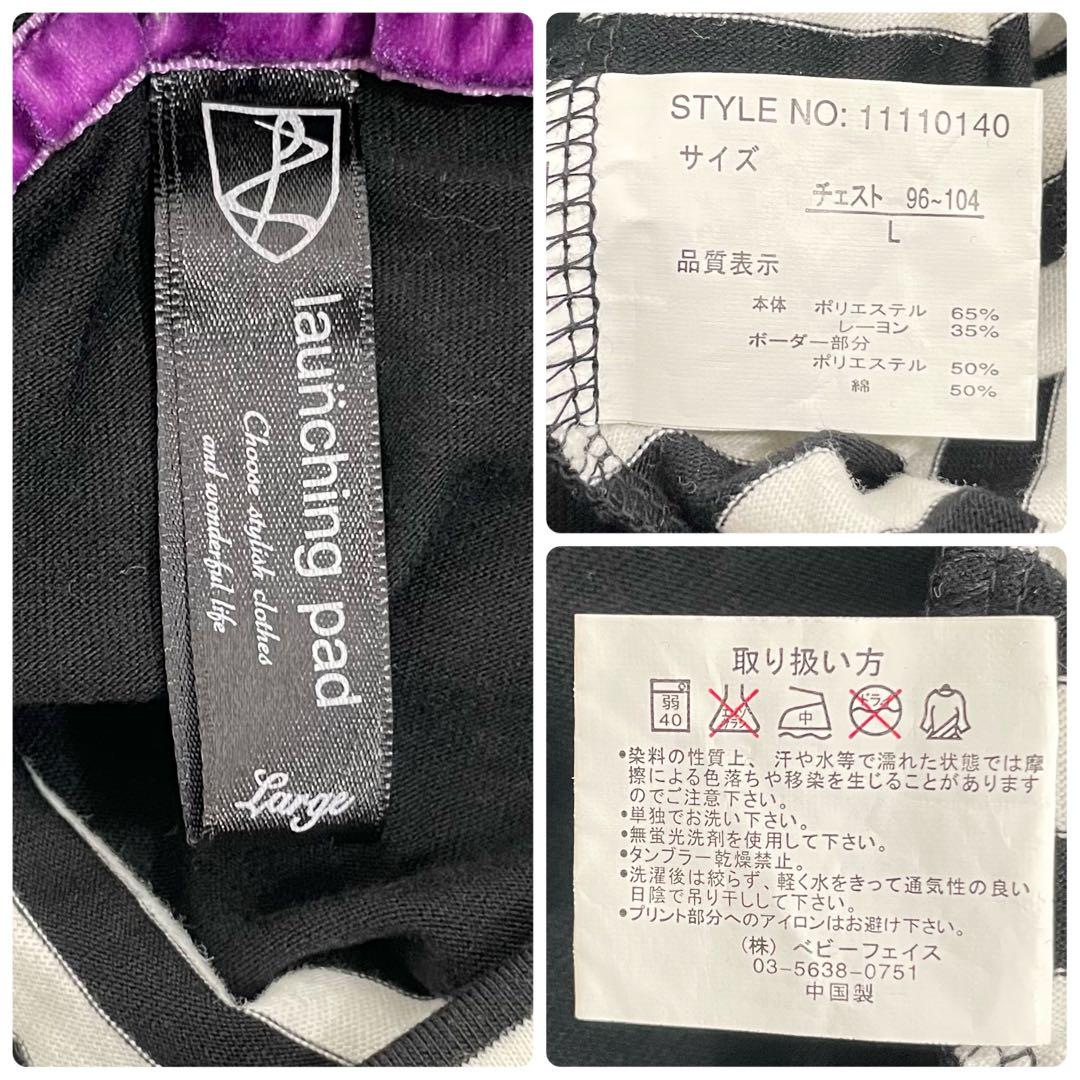 launching pad
Choose stylish clothes
and wonderful life
Large
STYLE NO: 11110140
サイズ
チェスト 96~104
L
品質表示
本体 ポリエステル 65%
レーヨン 35%
ボーダー部分
ポリエステル 50%
綿 50%
取り扱い方
弱
40
エンソ
サラシ
中
ドライ
•染料の性質上、汗や水等で濡れた状態では摩
擦による色落ちや移染を生じることがあります
のでご注意下さい。
•単独でお洗い下さい。
•無蛍光洗剤を使用して下さい。
•タンブラー乾燥禁止。
•洗濯後は絞らず、軽く水をきって通気性の良い
日陰で吊り干しして下さい。
•プリント部分へのアイロンはお避け下さい。
(株) ベビーフェイス
03-5638-0751
中国製